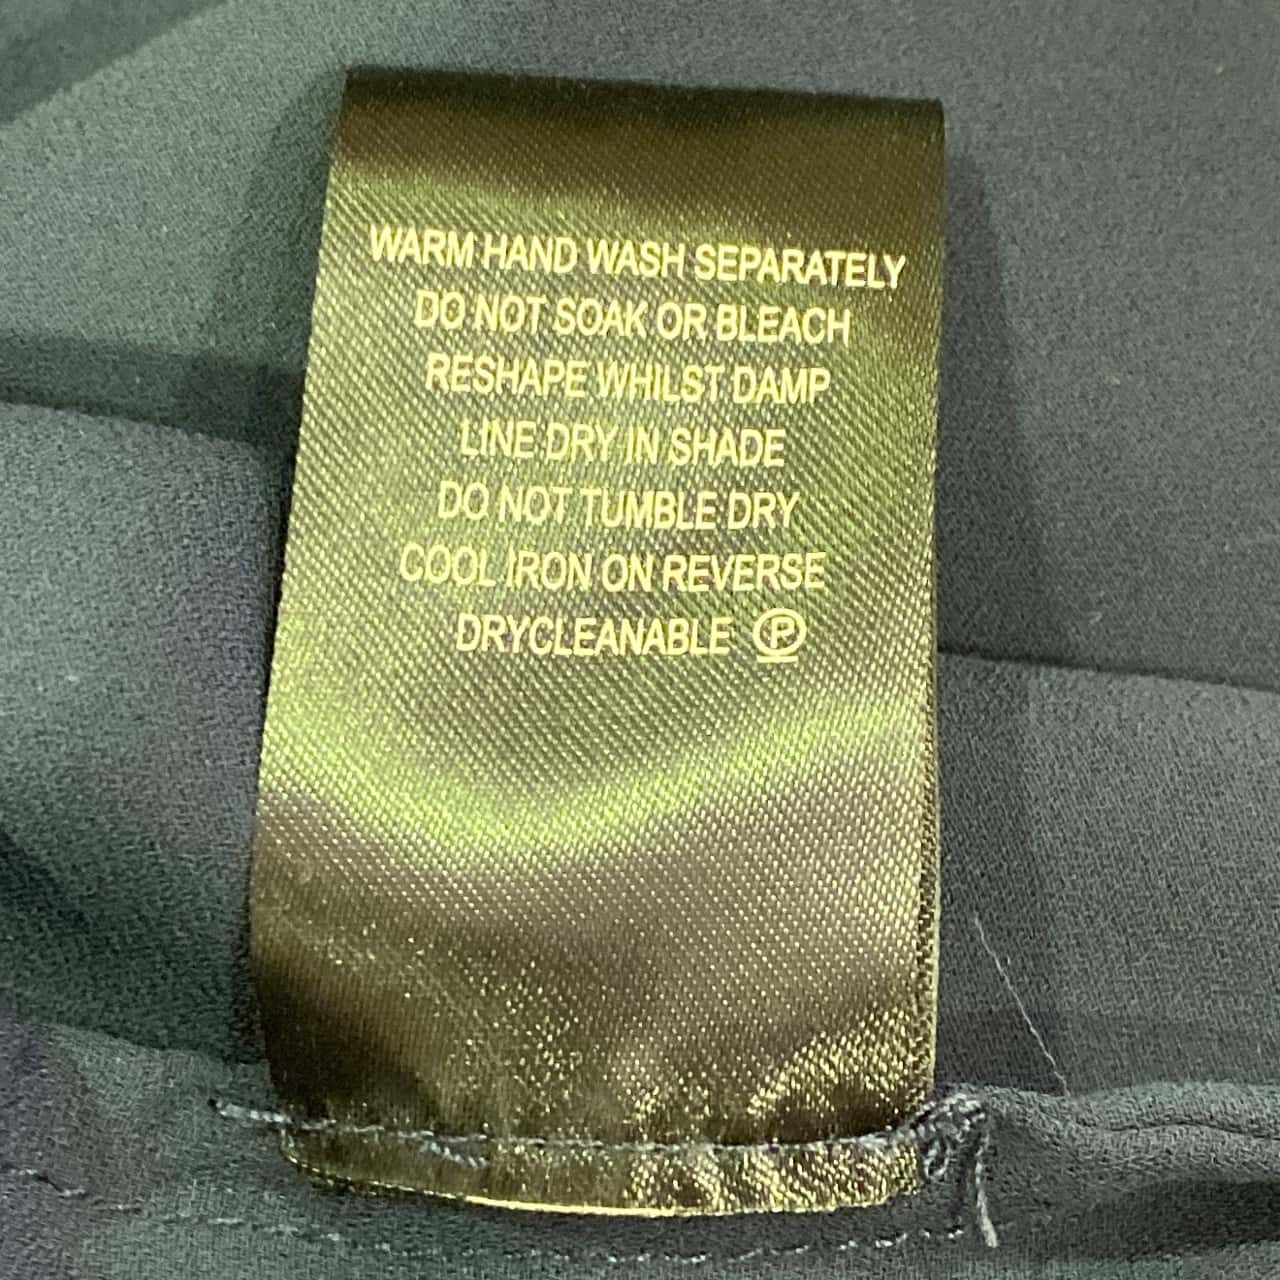 WARM HAND WASH SEPARATELY
DO NOT SOAK OR BLEACH
RESHAPE WHILST DAMP
LINE DRY IN SHADE
DO NOT TUMBLE DRY
COOL IRON ON REVERSE
DRYCLEANABLE Ⓟ